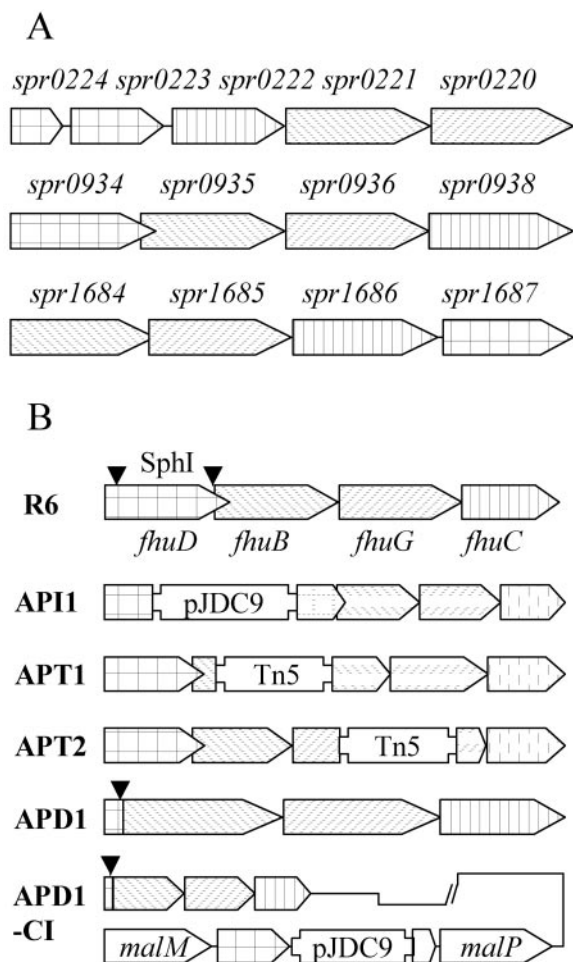 A
spr0224 spr0223 spr0222 spr0221 spr0220
spr0934 spr0935 spr0936 spr0938
spr1684 spr1685 spr1686 spr1687
B
SphI
R6
fhuD fhuB fhuG fhuC
API1 pJDC9
APT1 Tn5
APT2 Tn5
APD1
APD1
-CI
malM pJDC9 malP